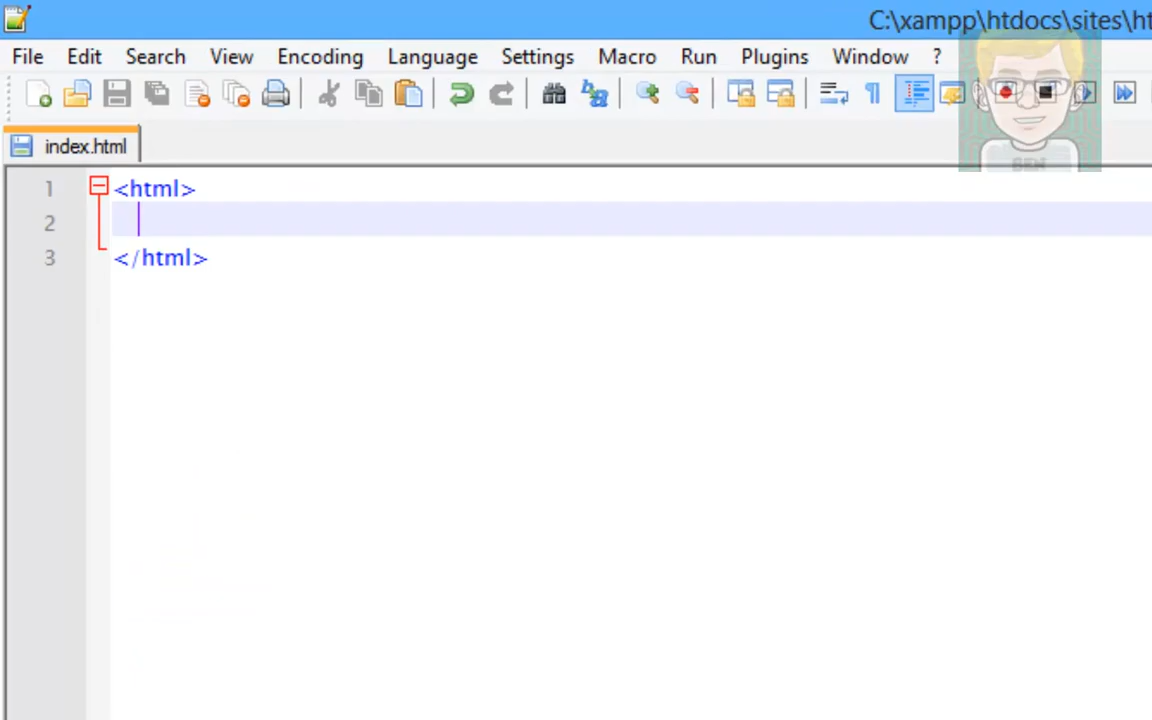 C:\xampp\htdocs\sites\ht
File Edit Search View Encoding Language Settings Macro Run Plugins Window ?
index.html
1 <html>
2
3 </html>